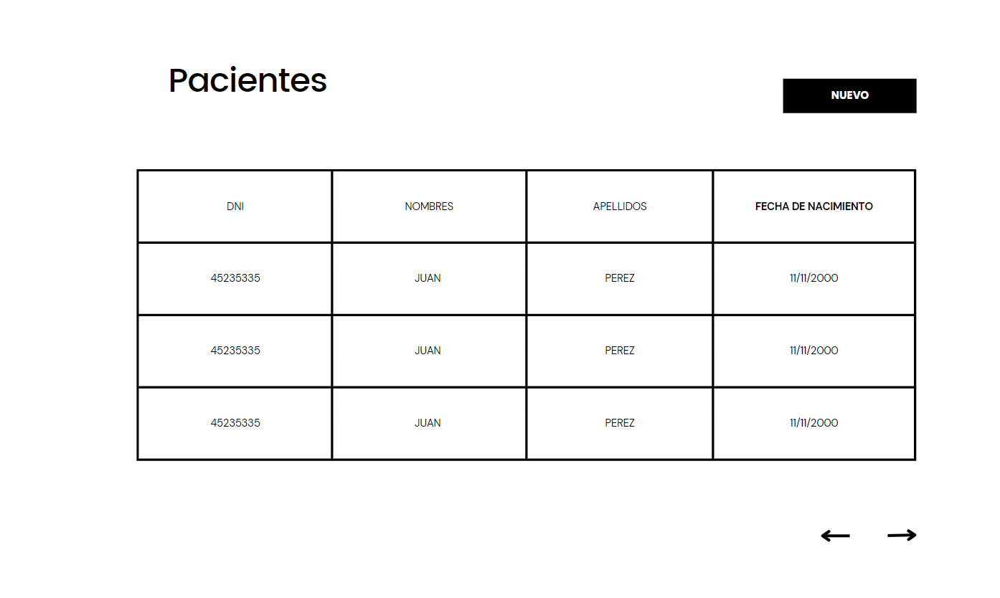 Pacientes
NUEVO
DNI NOMBRES APELLIDOS FECHA DE NACIMIENTO
45235335 JUAN PEREZ 11/11/2000
45235335 JUAN PEREZ 11/11/2000
45235335 JUAN PEREZ 11/11/2000